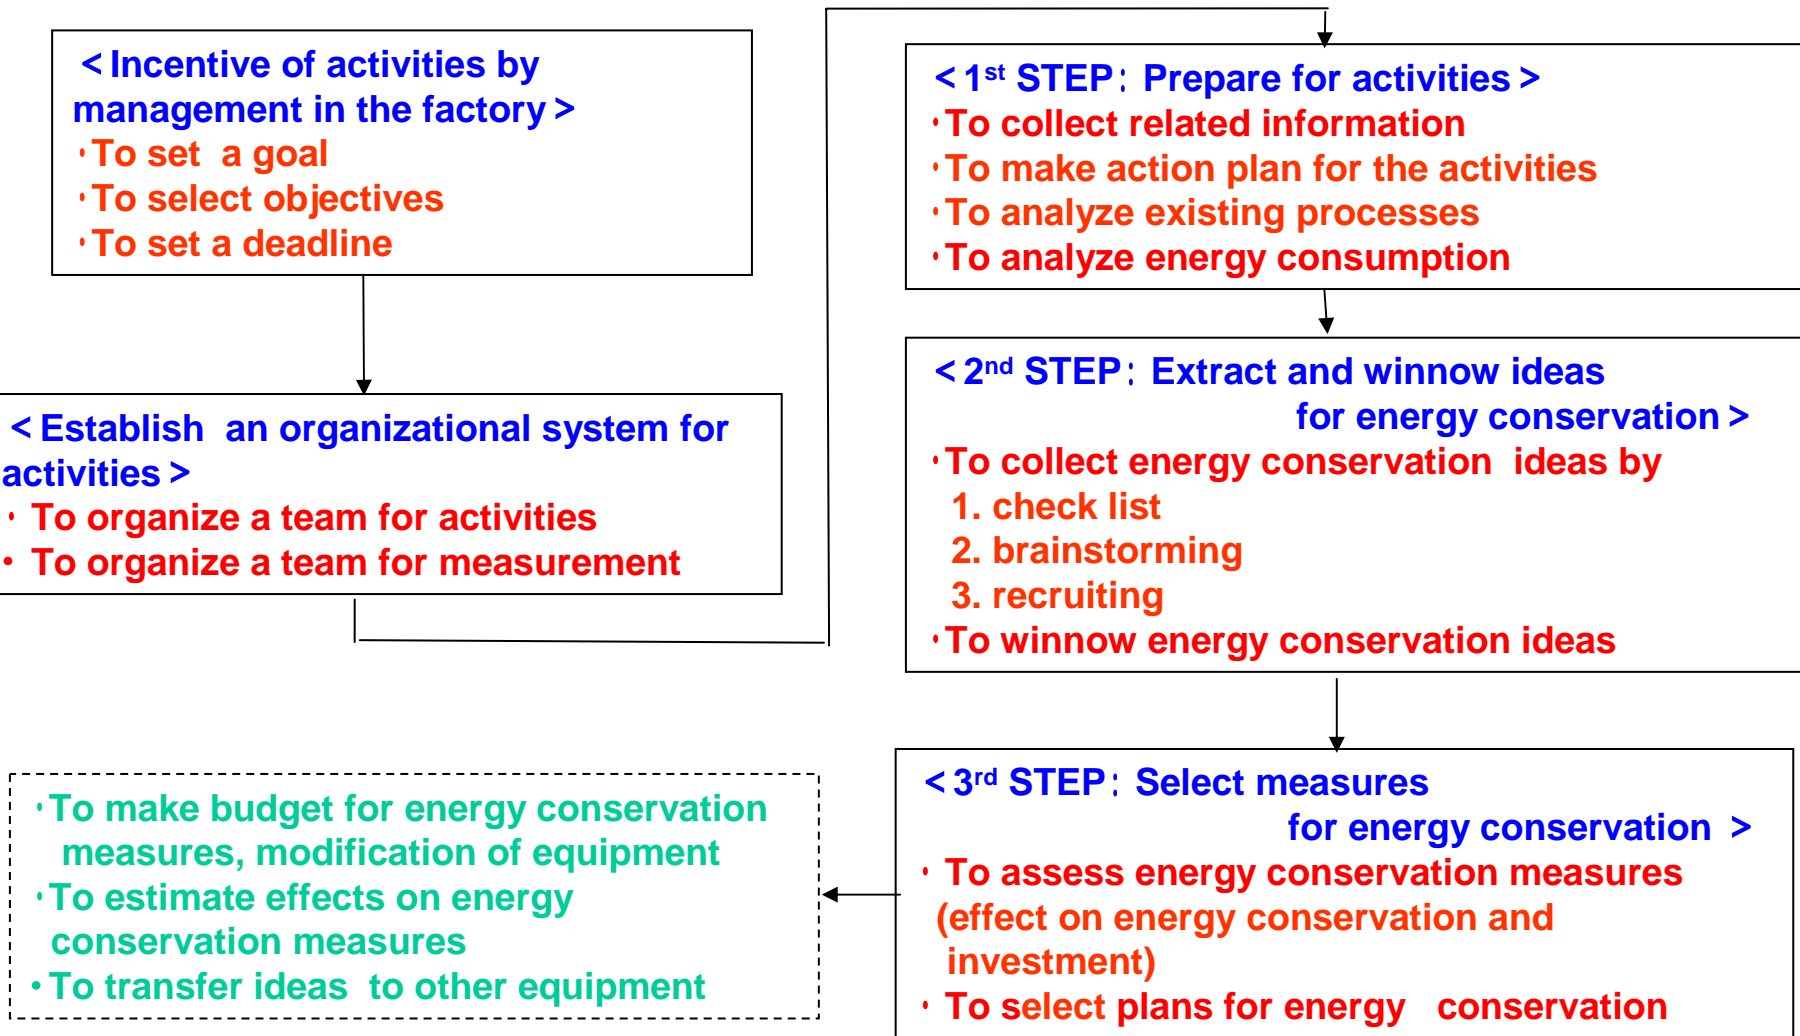 ＜Incentive of activities by
management in the factory＞
･To set a goal
･To select objectives
･To set a deadline
＜Establish an organizational system for
activities＞
･ To organize a team for activities
• To organize a team for measurement
＜1st STEP：Prepare for activities＞
･To collect related information
･To make action plan for the activities
･To analyze existing processes
･To analyze energy consumption
＜2nd STEP：Extract and winnow ideas
for energy conservation＞
･To collect energy conservation ideas by
1. check list
2. brainstorming
3. recruiting
･To winnow energy conservation ideas
＜3rd STEP：Select measures
for energy conservation ＞
･ To assess energy conservation measures
(effect on energy conservation and
investment)
･ To select plans for energy conservation
･To make budget for energy conservation
measures, modification of equipment
･To estimate effects on energy
conservation measures
•To transfer ideas to other equipment